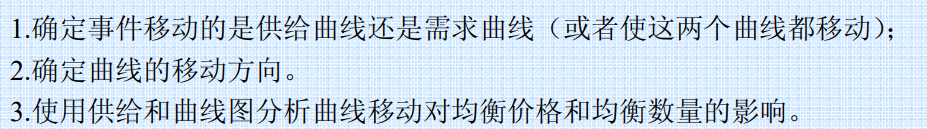 1.确定事件移动的是供给曲线还是需求曲线（或者使这两个曲线都移动）；
2.确定曲线的移动方向。
3.使用供给和曲线图分析曲线移动对均衡价格和均衡数量的影响。